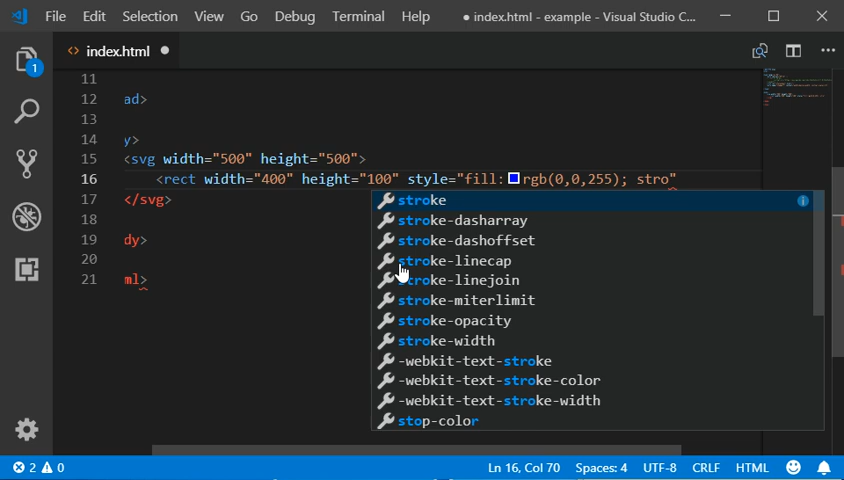 File Edit Selection View Go Debug Terminal Help ● index.html - example - Visual Studio C...
<> index.html ●
1
11
12 ad>
13
14 y>
15 <svg width="500" height="500">
16 <rect width="400" height="100" style="fill:rgb(0,0,255); stro"
17 </svg>
18
19 dy>
20
21 ml>
stroke
stroke-dasharray
stroke-dashoffset
stroke-linecap
stroke-linejoin
stroke-miterlimit
stroke-opacity
stroke-width
-webkit-text-stroke
-webkit-text-stroke-color
-webkit-text-stroke-width
stop-color
2 0 Ln 16, Col 70 Spaces: 4 UTF-8 CRLF HTML